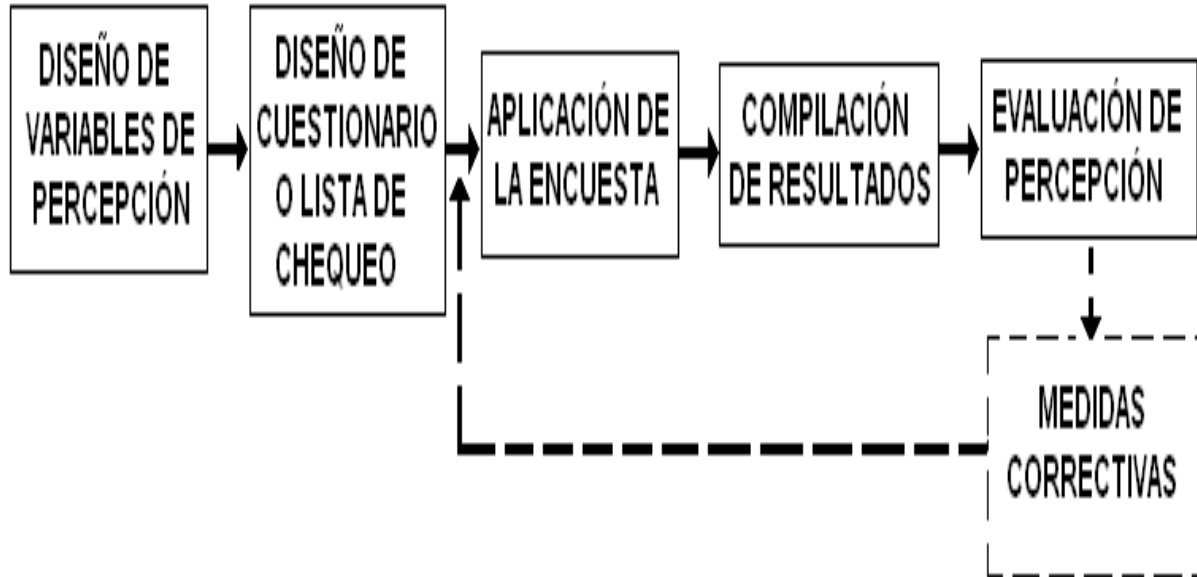 DISEÑO DE
VARIABLES DE
PERCEPCIÓN
DISEÑO DE
CUESTIONARIO
O LISTA DE
CHEQUEO
APLICACIÓN DE
LA ENCUESTA
COMPILACIÓN
DE RESULTADOS
EVALUACIÓN DE
PERCEPCIÓN
MEDIDAS
CORRECTIVAS